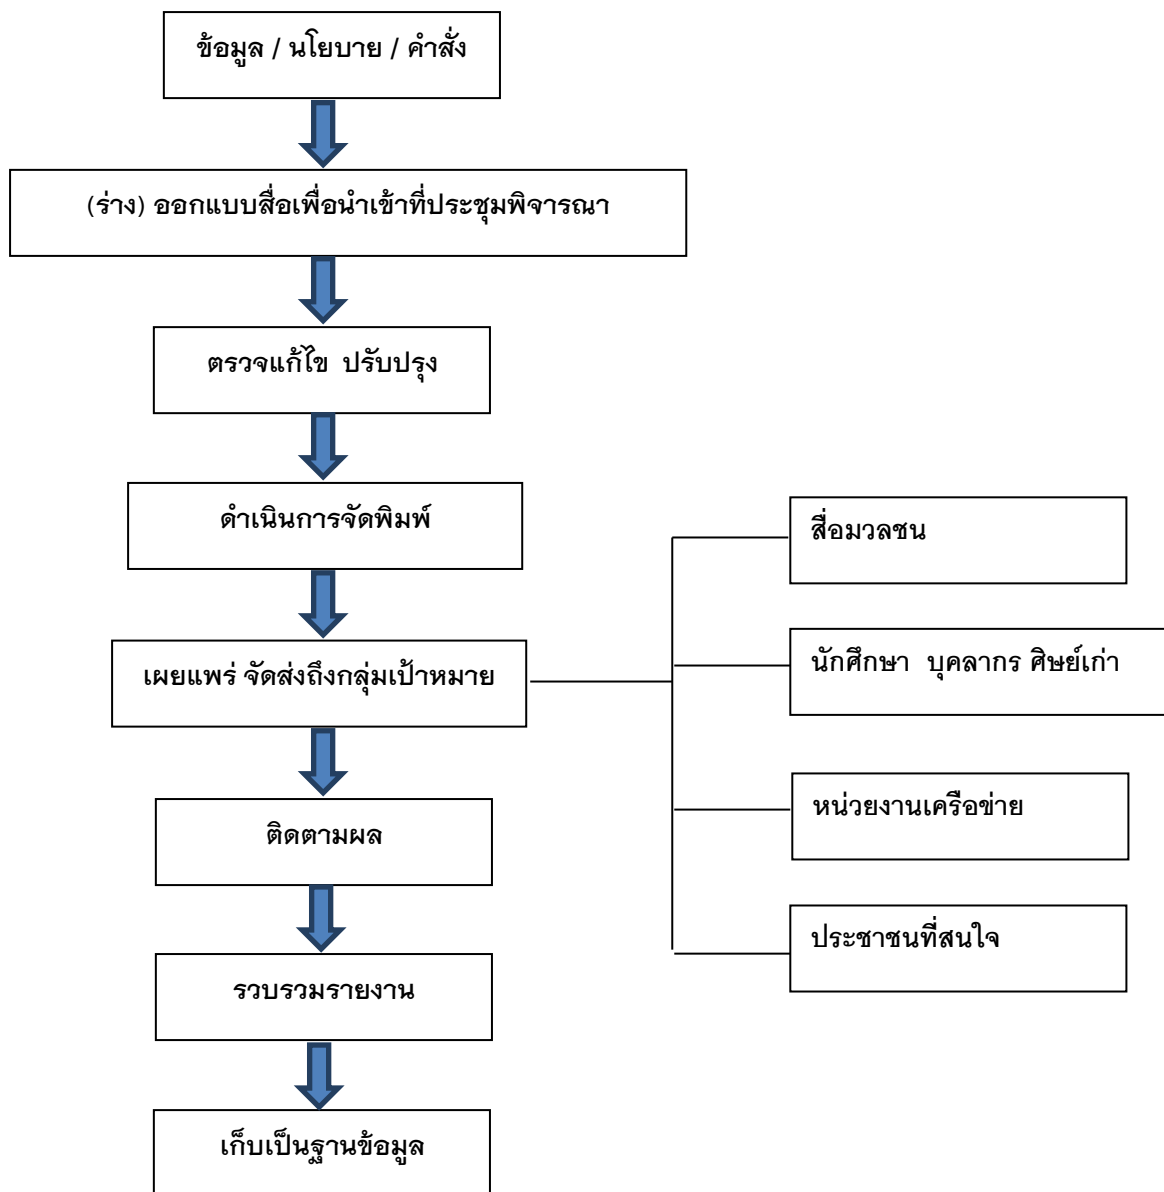 ข้อมูล / นโยบาย / คำสั่ง
(ร่าง) ออกแบบสื่อเพื่อนำเข้าที่ประชุมพิจารณา
ตรวจแก้ไข  ปรับปรุง
ดำเนินการจัดพิมพ์
เผยแพร่ จัดส่งถึงกลุ่มเป้าหมาย
สื่อมวลชน
นักศึกษา  บุคลากร ศิษย์เก่า
หน่วยงานเครือข่าย
ประชาชนที่สนใจ
ติดตามผล
รวบรวมรายงาน
เก็บเป็นฐานข้อมูล